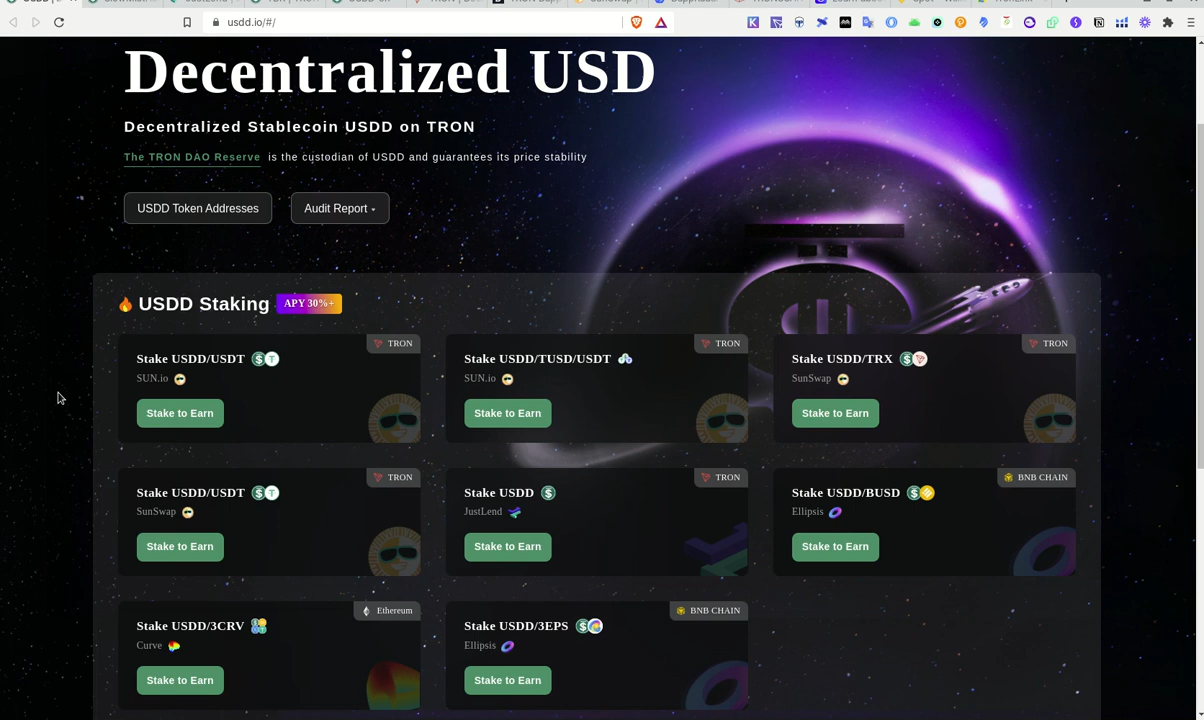 usdd.io/#/
Decentralized USD
Decentralized Stablecoin USDD on TRON
The TRON DAO Reserve is the custodian of USDD and guarantees its price stability
USDD Token Addresses
Audit Report
USDD Staking
APY 30%+
TRON
Stake USDD/USDT
SUN.io
Stake to Earn
TRON
Stake USDD/TUSD/USDT
SUN.io
Stake to Earn
TRON
Stake USDD/TRX
SunSwap
Stake to Earn
TRON
Stake USDD/USDT
SunSwap
Stake to Earn
TRON
Stake USDD
JustLend
Stake to Earn
BNB CHAIN
Stake USDD/BUSD
Ellipsis
Stake to Earn
Ethereum
Stake USDD/3CRV
Curve
Stake to Earn
BNB CHAIN
Stake USDD/3EPS
Ellipsis
Stake to Earn